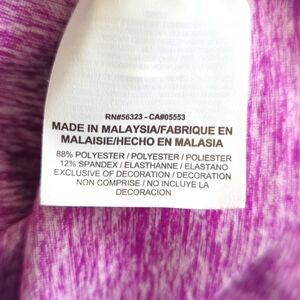 RN#56323 - CA#05553
MADE IN MALAYSIA/FABRIQUE EN
MALAISIE/HECHO EN MALASIA
88% POLYESTER / POLYESTER / POLIESTER
12% SPANDEX / ELASTHANNE / ELASTANO
EXCLUSIVE OF DECORATION / DECORATION
NON COMPRISE / NO INCLUYE LA
DECORACION